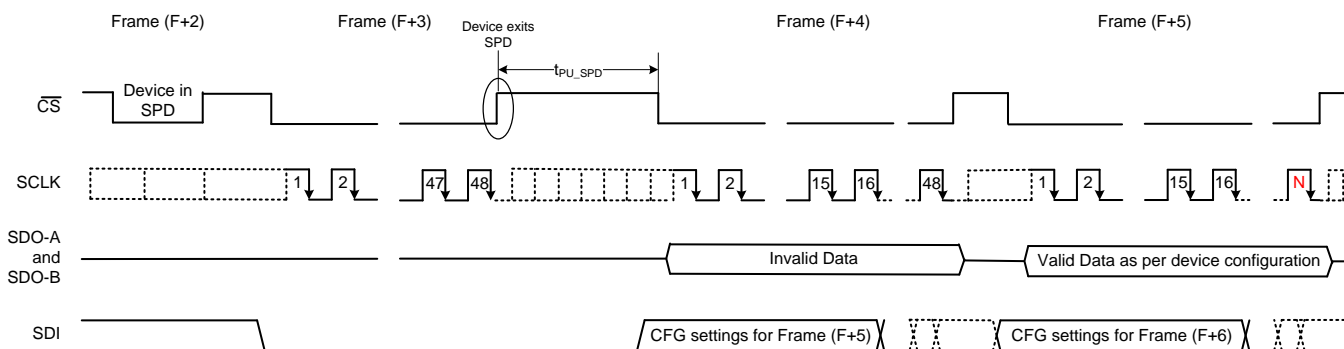 Frame (F+2)
Frame (F+3)
Device exits
SPD
Frame (F+4)
Frame (F+5)
tPU_SPD
CS
Device in
SPD
SCLK
1
2
47
48
1
2
15
16
48
1
2
15
16
N
SDO-A
and
SDO-B
Invalid Data
Valid Data as per device configuration
SDI
CFG settings for Frame (F+5)
CFG settings for Frame (F+6)